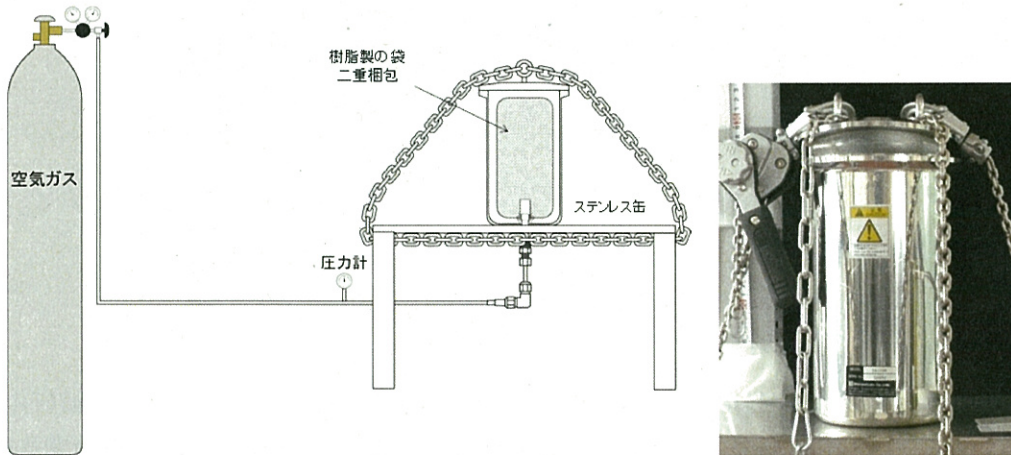 樹脂製の袋
二重梱包
空気ガス
ステンレス缶
圧力計